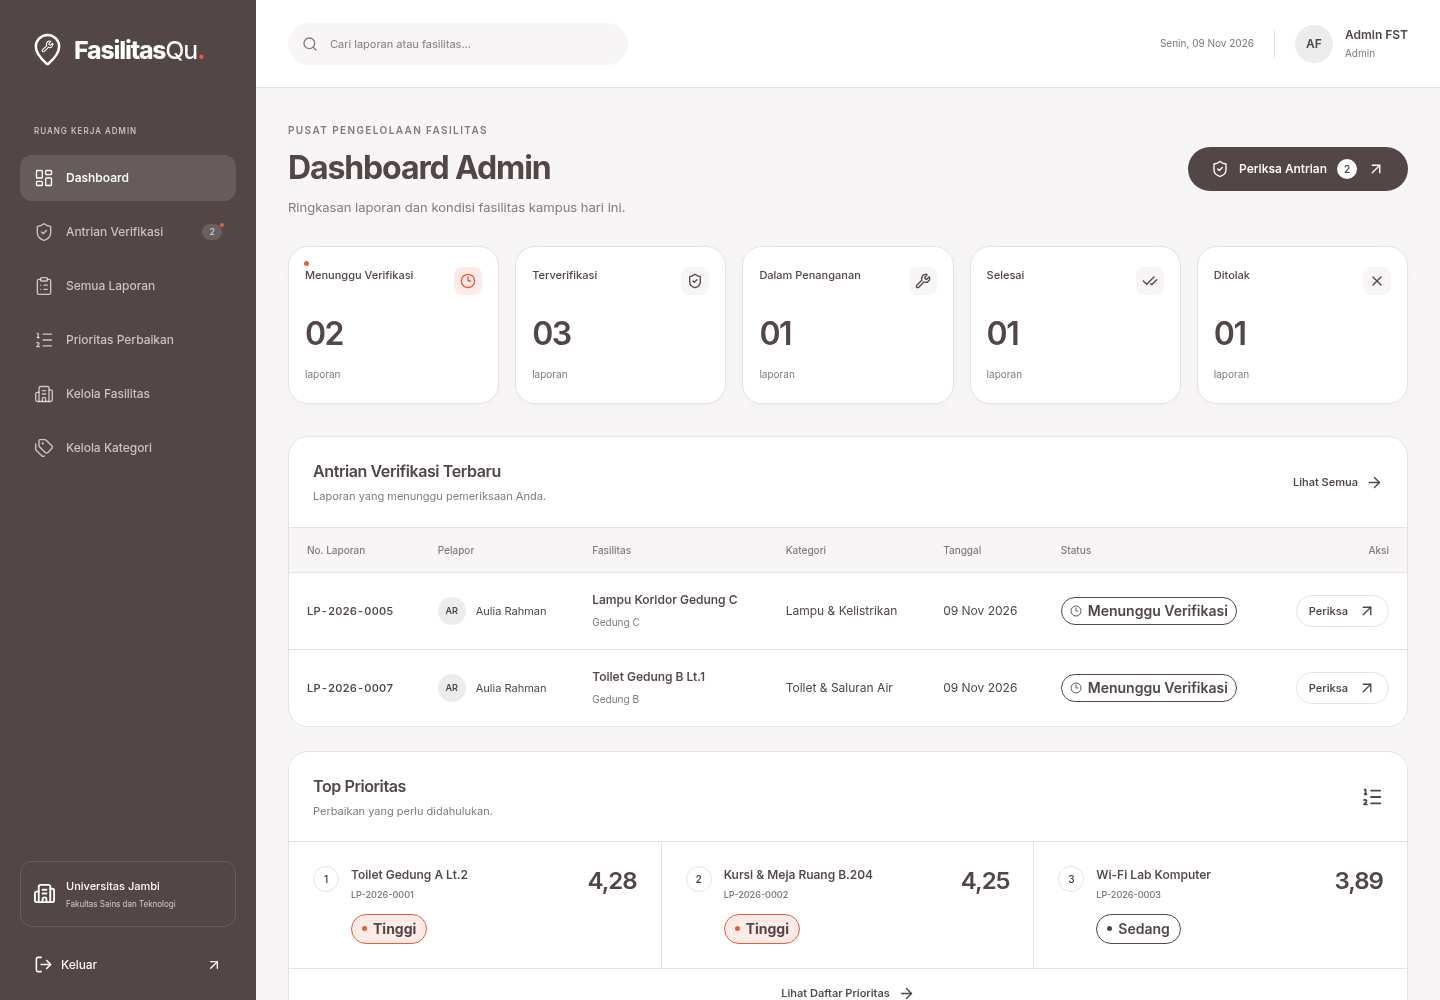 FasilitasQu.
RUANG KERJA ADMIN
Dashboard
Antrian Verifikasi 2
Semua Laporan
Prioritas Perbaikan
Kelola Fasilitas
Kelola Kategori
Universitas Jambi
Fakultas Sains dan Teknologi
Keluar
Cari laporan atau fasilitas...
Senin, 09 Nov 2026
AF
Admin FST
Admin
PUSAT PENGELOLAAN FASILITAS
Dashboard Admin
Ringkasan laporan dan kondisi fasilitas kampus hari ini.
Periksa Antrian 2
Menunggu Verifikasi
02
laporan
Terverifikasi
03
laporan
Dalam Penanganan
01
laporan
Selesai
01
laporan
Ditolak
01
laporan
Antrian Verifikasi Terbaru
Laporan yang menunggu pemeriksaan Anda.
Lihat Semua
No. Laporan Pelapor Fasilitas Kategori Tanggal Status Aksi
LP-2026-0005 AR Aulia Rahman Lampu Koridor Gedung C Lampu & Kelistrikan 09 Nov 2026 Menunggu Verifikasi Periksa
Gedung C
LP-2026-0007 AR Aulia Rahman Toilet Gedung B Lt.1 Toilet & Saluran Air 09 Nov 2026 Menunggu Verifikasi Periksa
Gedung B
Top Prioritas
Perbaikan yang perlu didahulukan.
1 Toilet Gedung A Lt.2 4,28
LP-2026-0001
Tinggi
2 Kursi & Meja Ruang B.204 4,25
LP-2026-0002
Tinggi
3 Wi-Fi Lab Komputer 3,89
LP-2026-0003
Sedang
Lihat Daftar Prioritas